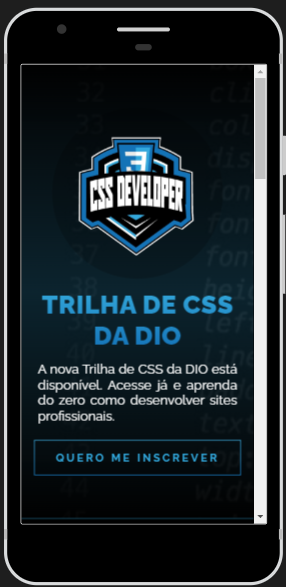 3
CSS DEVELOPER
TRILHA DE CSS
DA DIO
A nova Trilha de CSS da DIO está
disponível. Acesse já e aprenda
do zero como desenvolver sites
profissionais.
QUERO ME INSCREVER